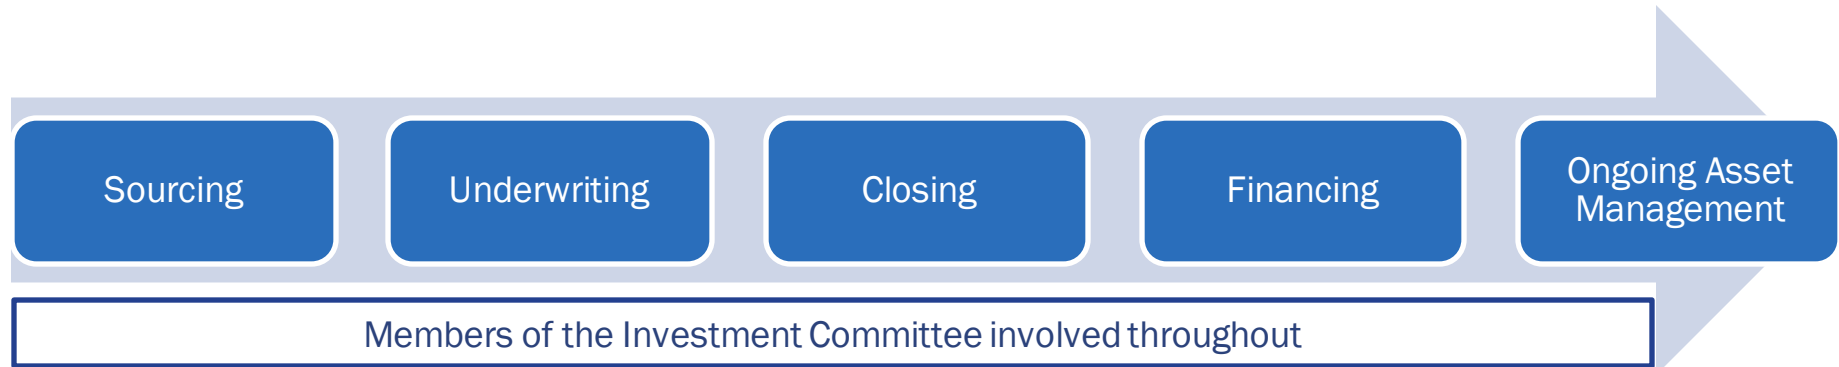 Sourcing
Underwriting
Closing
Financing
Ongoing Asset
Management
Members of the Investment Committee involved throughout